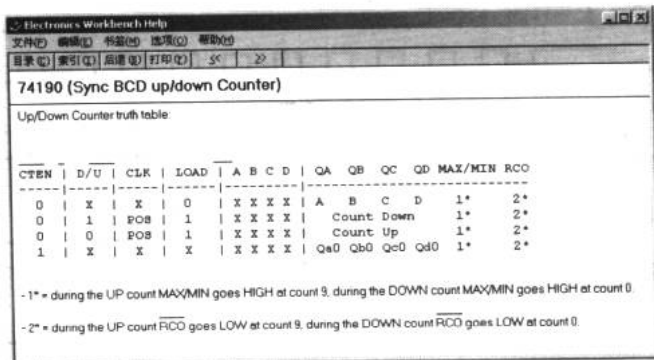 Electronics Workbench Help
文件(F) 编辑(E) 书签(M) 选项(O) 帮助(H)
目录(C) 索引(I) 后退(B) 打印(P) << >>
74190 (Sync BCD up/down Counter)
Up/Down Counter truth table:
CTEN | D/U | CLK | LOAD | A B C D | QA QB QC QD MAX/MIN RCO
-----|-----|-----|------|---------|-----------------------------
0 | X | X | 0 | X X X X | A B C D 1* 2*
0 | 1 | POS | 1 | X X X X | Count Down 1* 2*
0 | 0 | POS | 1 | X X X X | Count Up 1* 2*
1 | X | X | X | X X X X | Qa0 Qb0 Qc0 Qd0 1* 2*
- 1* = during the UP count MAX/MIN goes HIGH at count 9, during the DOWN count MAX/MIN goes HIGH at count 0.
- 2* = during the UP count RCO goes LOW at count 9, during the DOWN count RCO goes LOW at count 0.